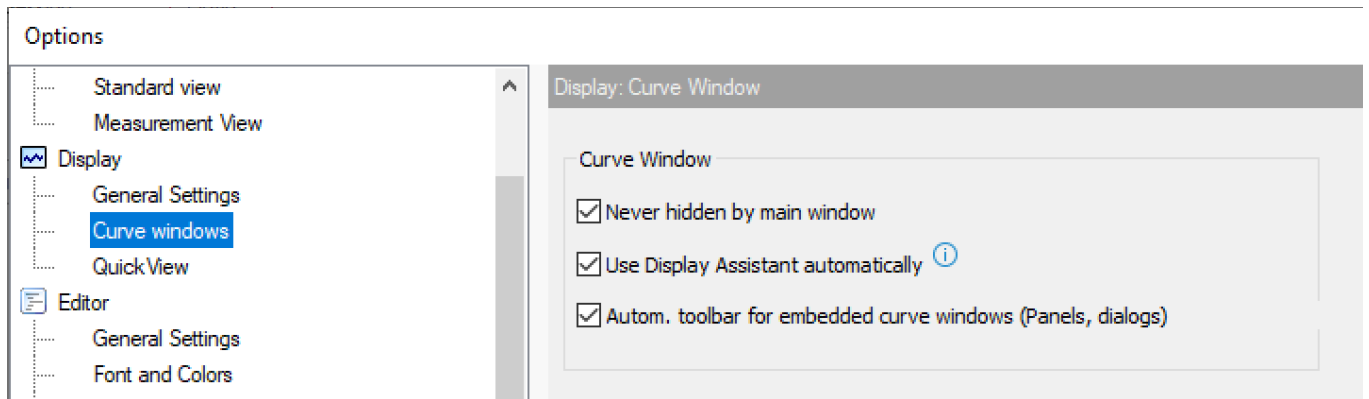 Options
Standard view
Measurement View
Display
General Settings
Curve windows
QuickView
Editor
General Settings
Font and Colors
Display: Curve Window
Curve Window
Never hidden by main window
Use Display Assistant automatically
Autom. toolbar for embedded curve windows (Panels, dialogs)